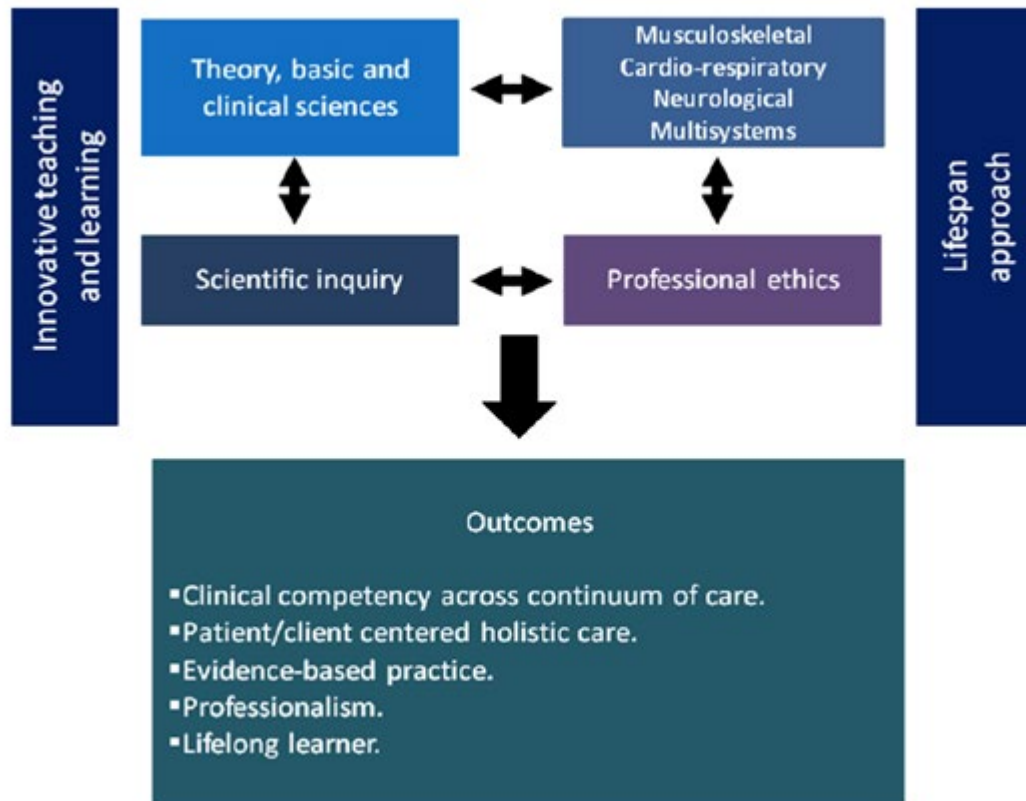 Innovative teaching
and learning
Theory, basic and
clinical sciences
Musculoskeletal
Cardio-respiratory
Neurological
Multisystems
Scientific inquiry
Professional ethics
Lifespan
approach
Outcomes
▪Clinical competency across continuum of care.
▪Patient/client centered holistic care.
▪Evidence-based practice.
▪Professionalism.
▪Lifelong learner.